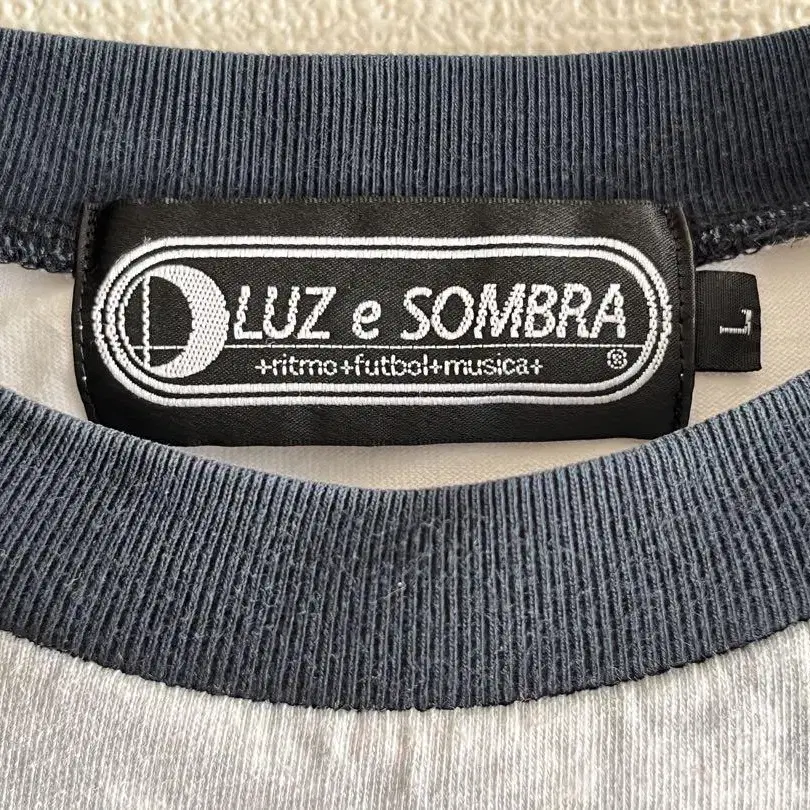 LUZ e SOMBRA
+ritmo+futbol+musica+ ®
L